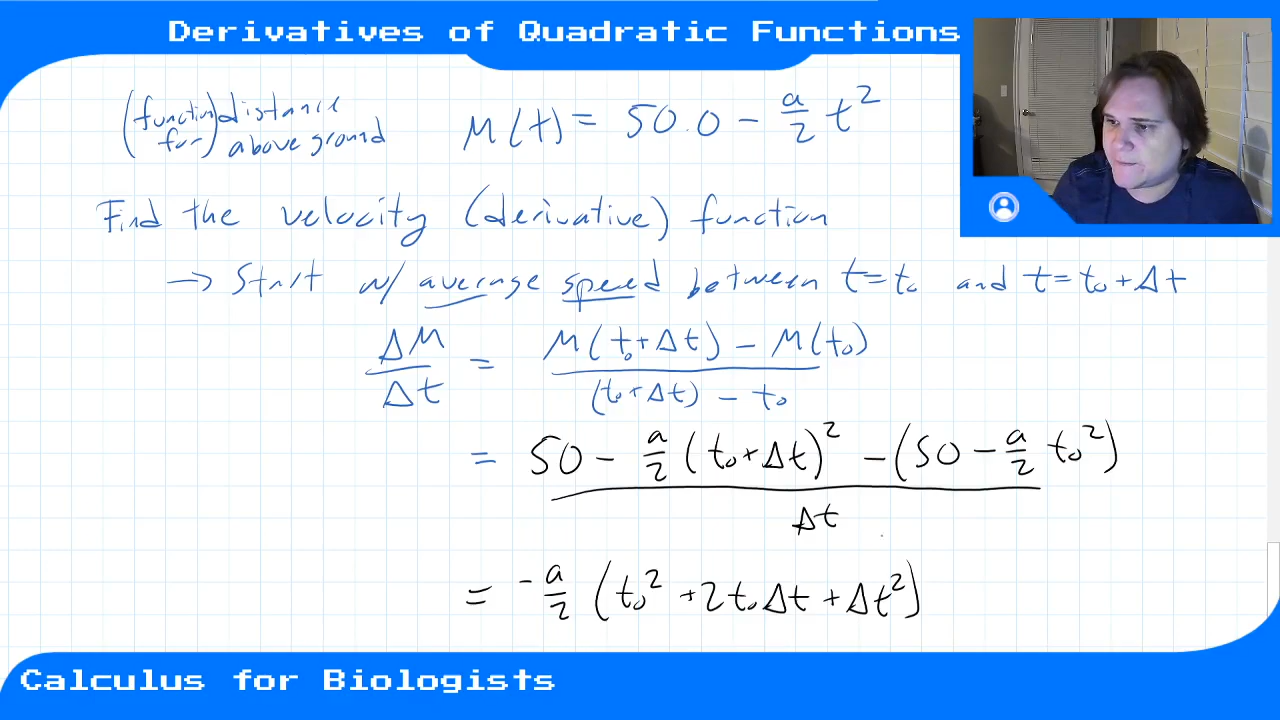 Derivatives of Quadratic Functions
(function for) distance above ground M(t) = 50.0 - a/2 t²
Find the velocity (derivative) function
→ Start w/ average speed between t=t₀ and t=t₀+Δt
ΔM/Δt = (M(t₀+Δt) - M(t₀))/((t₀+Δt) - t₀)
= (50 - a/2 (t₀+Δt)² - (50 - a/2 t₀²))/Δt
= -a/2 (t₀² + 2t₀Δt + Δt²)
Calculus for Biologists